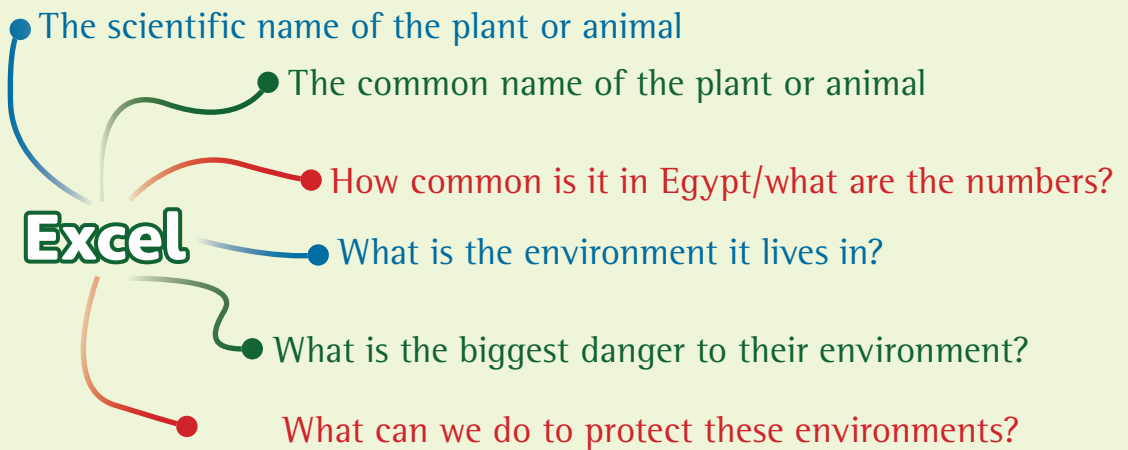 The scientific name of the plant or animal
The common name of the plant or animal
How common is it in Egypt/what are the numbers?
Excel
What is the environment it lives in?
What is the biggest danger to their environment?
What can we do to protect these environments?